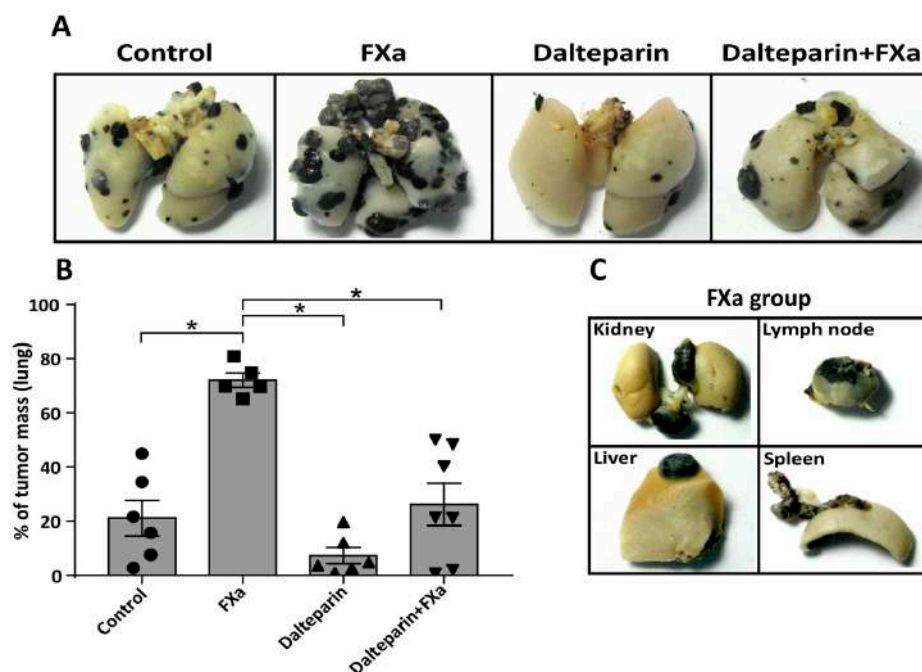 A
Control FXa Dalteparin Dalteparin+FXa
B
% of tumor mass (lung)
100
80
60
40
20
0
* * *
Control
FXa
Dalteparin
Dalteparin+FXa
C
FXa group
Kidney Lymph node
Liver Spleen